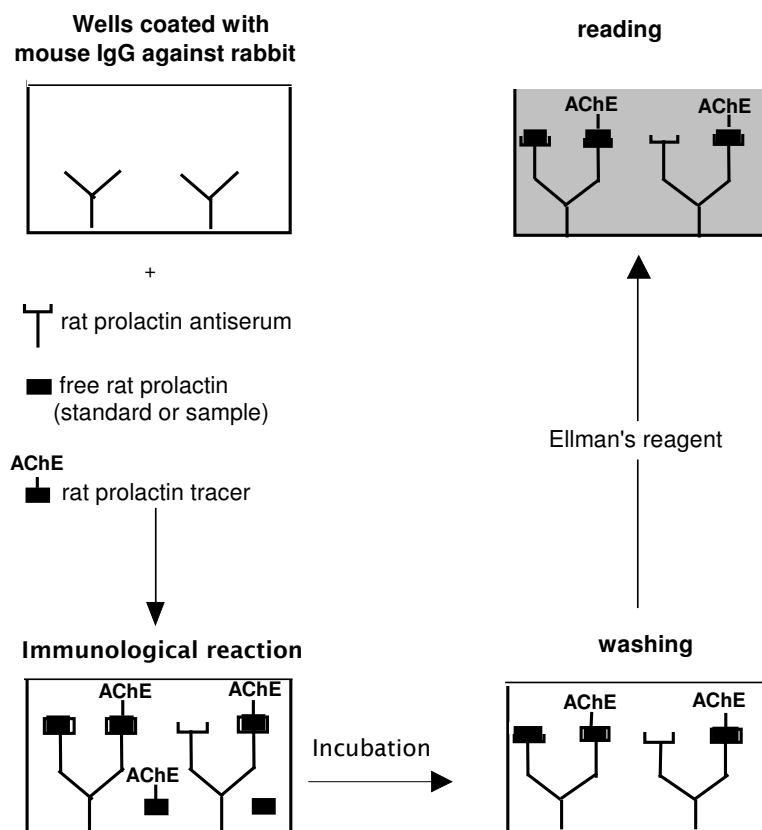 Wells coated with
mouse IgG against rabbit
+
rat prolactin antiserum
free rat prolactin
(standard or sample)
AChE
rat prolactin tracer
Immunological reaction
AChE
AChE
AChE
Incubation
washing
AChE
AChE
Ellman's reagent
reading
AChE
AChE